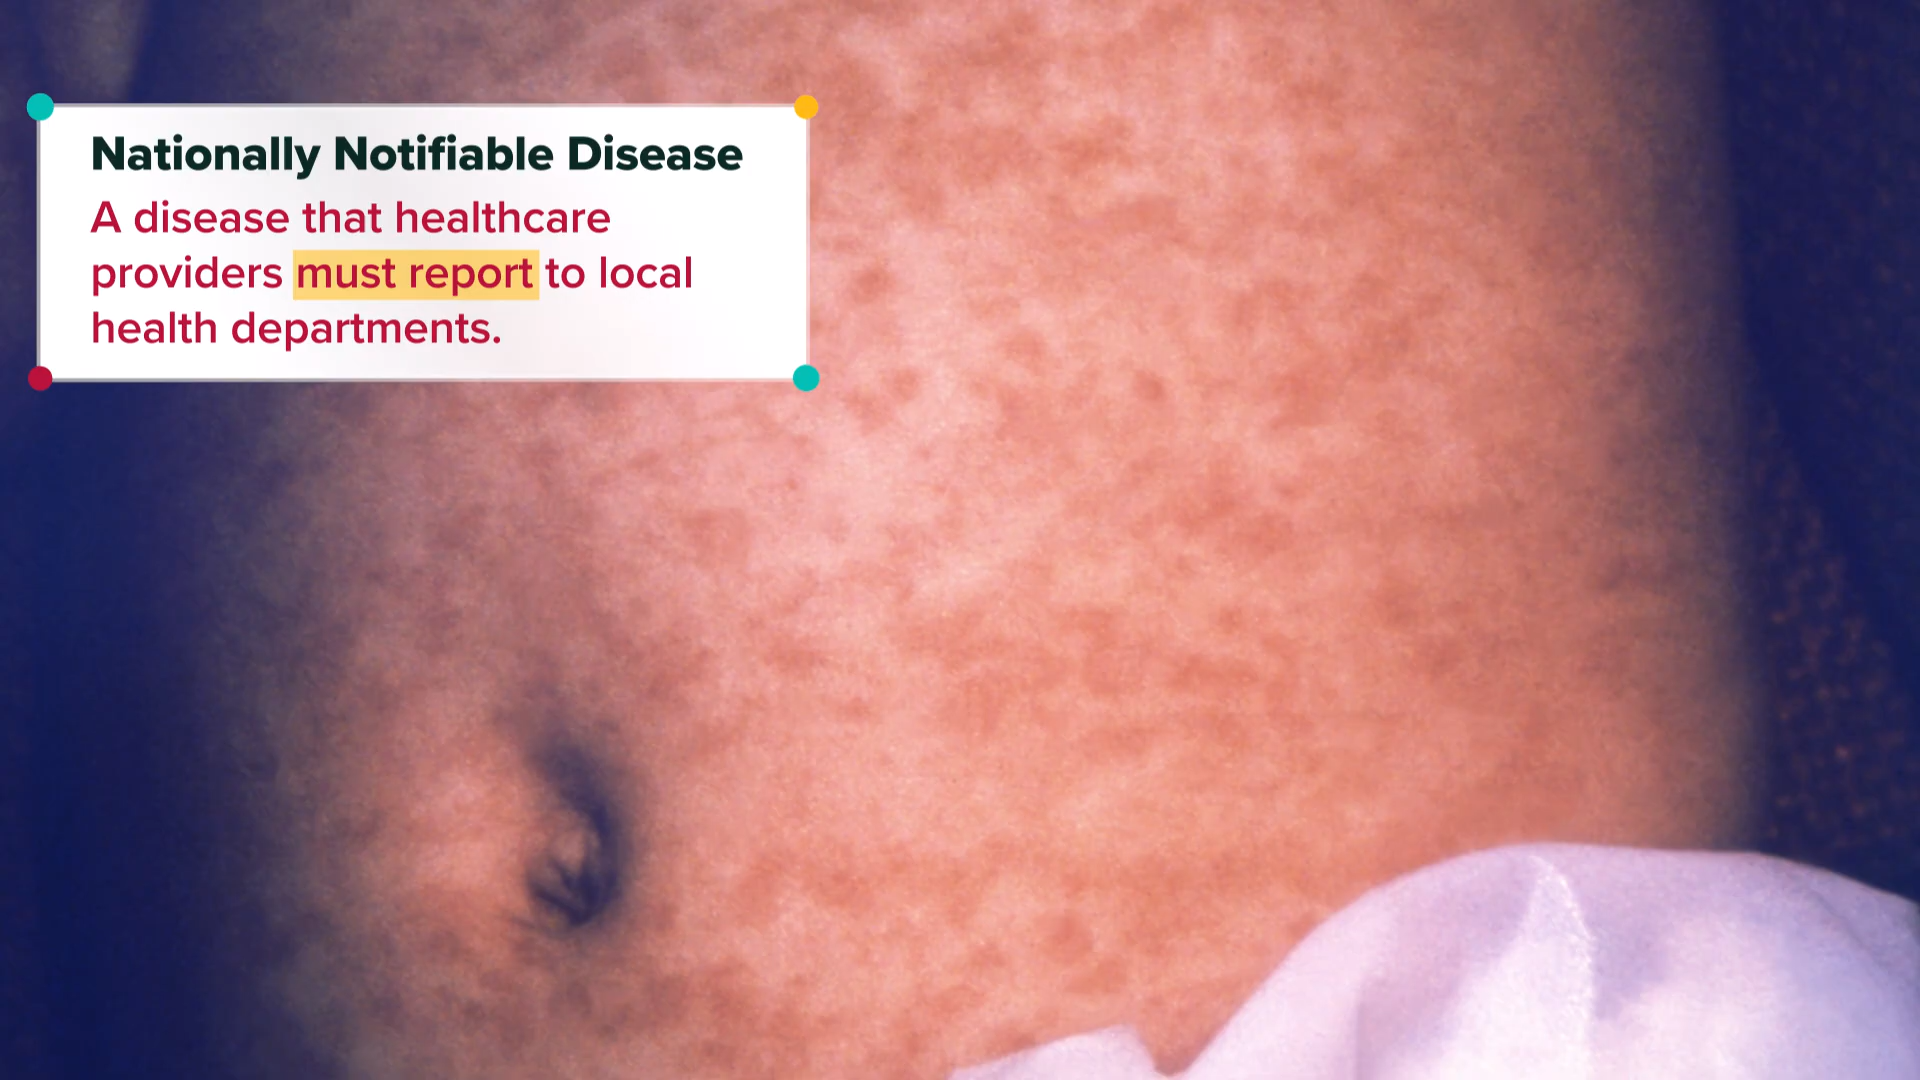 Nationally Notifiable Disease
A disease that healthcare
providers must report to local
health departments.